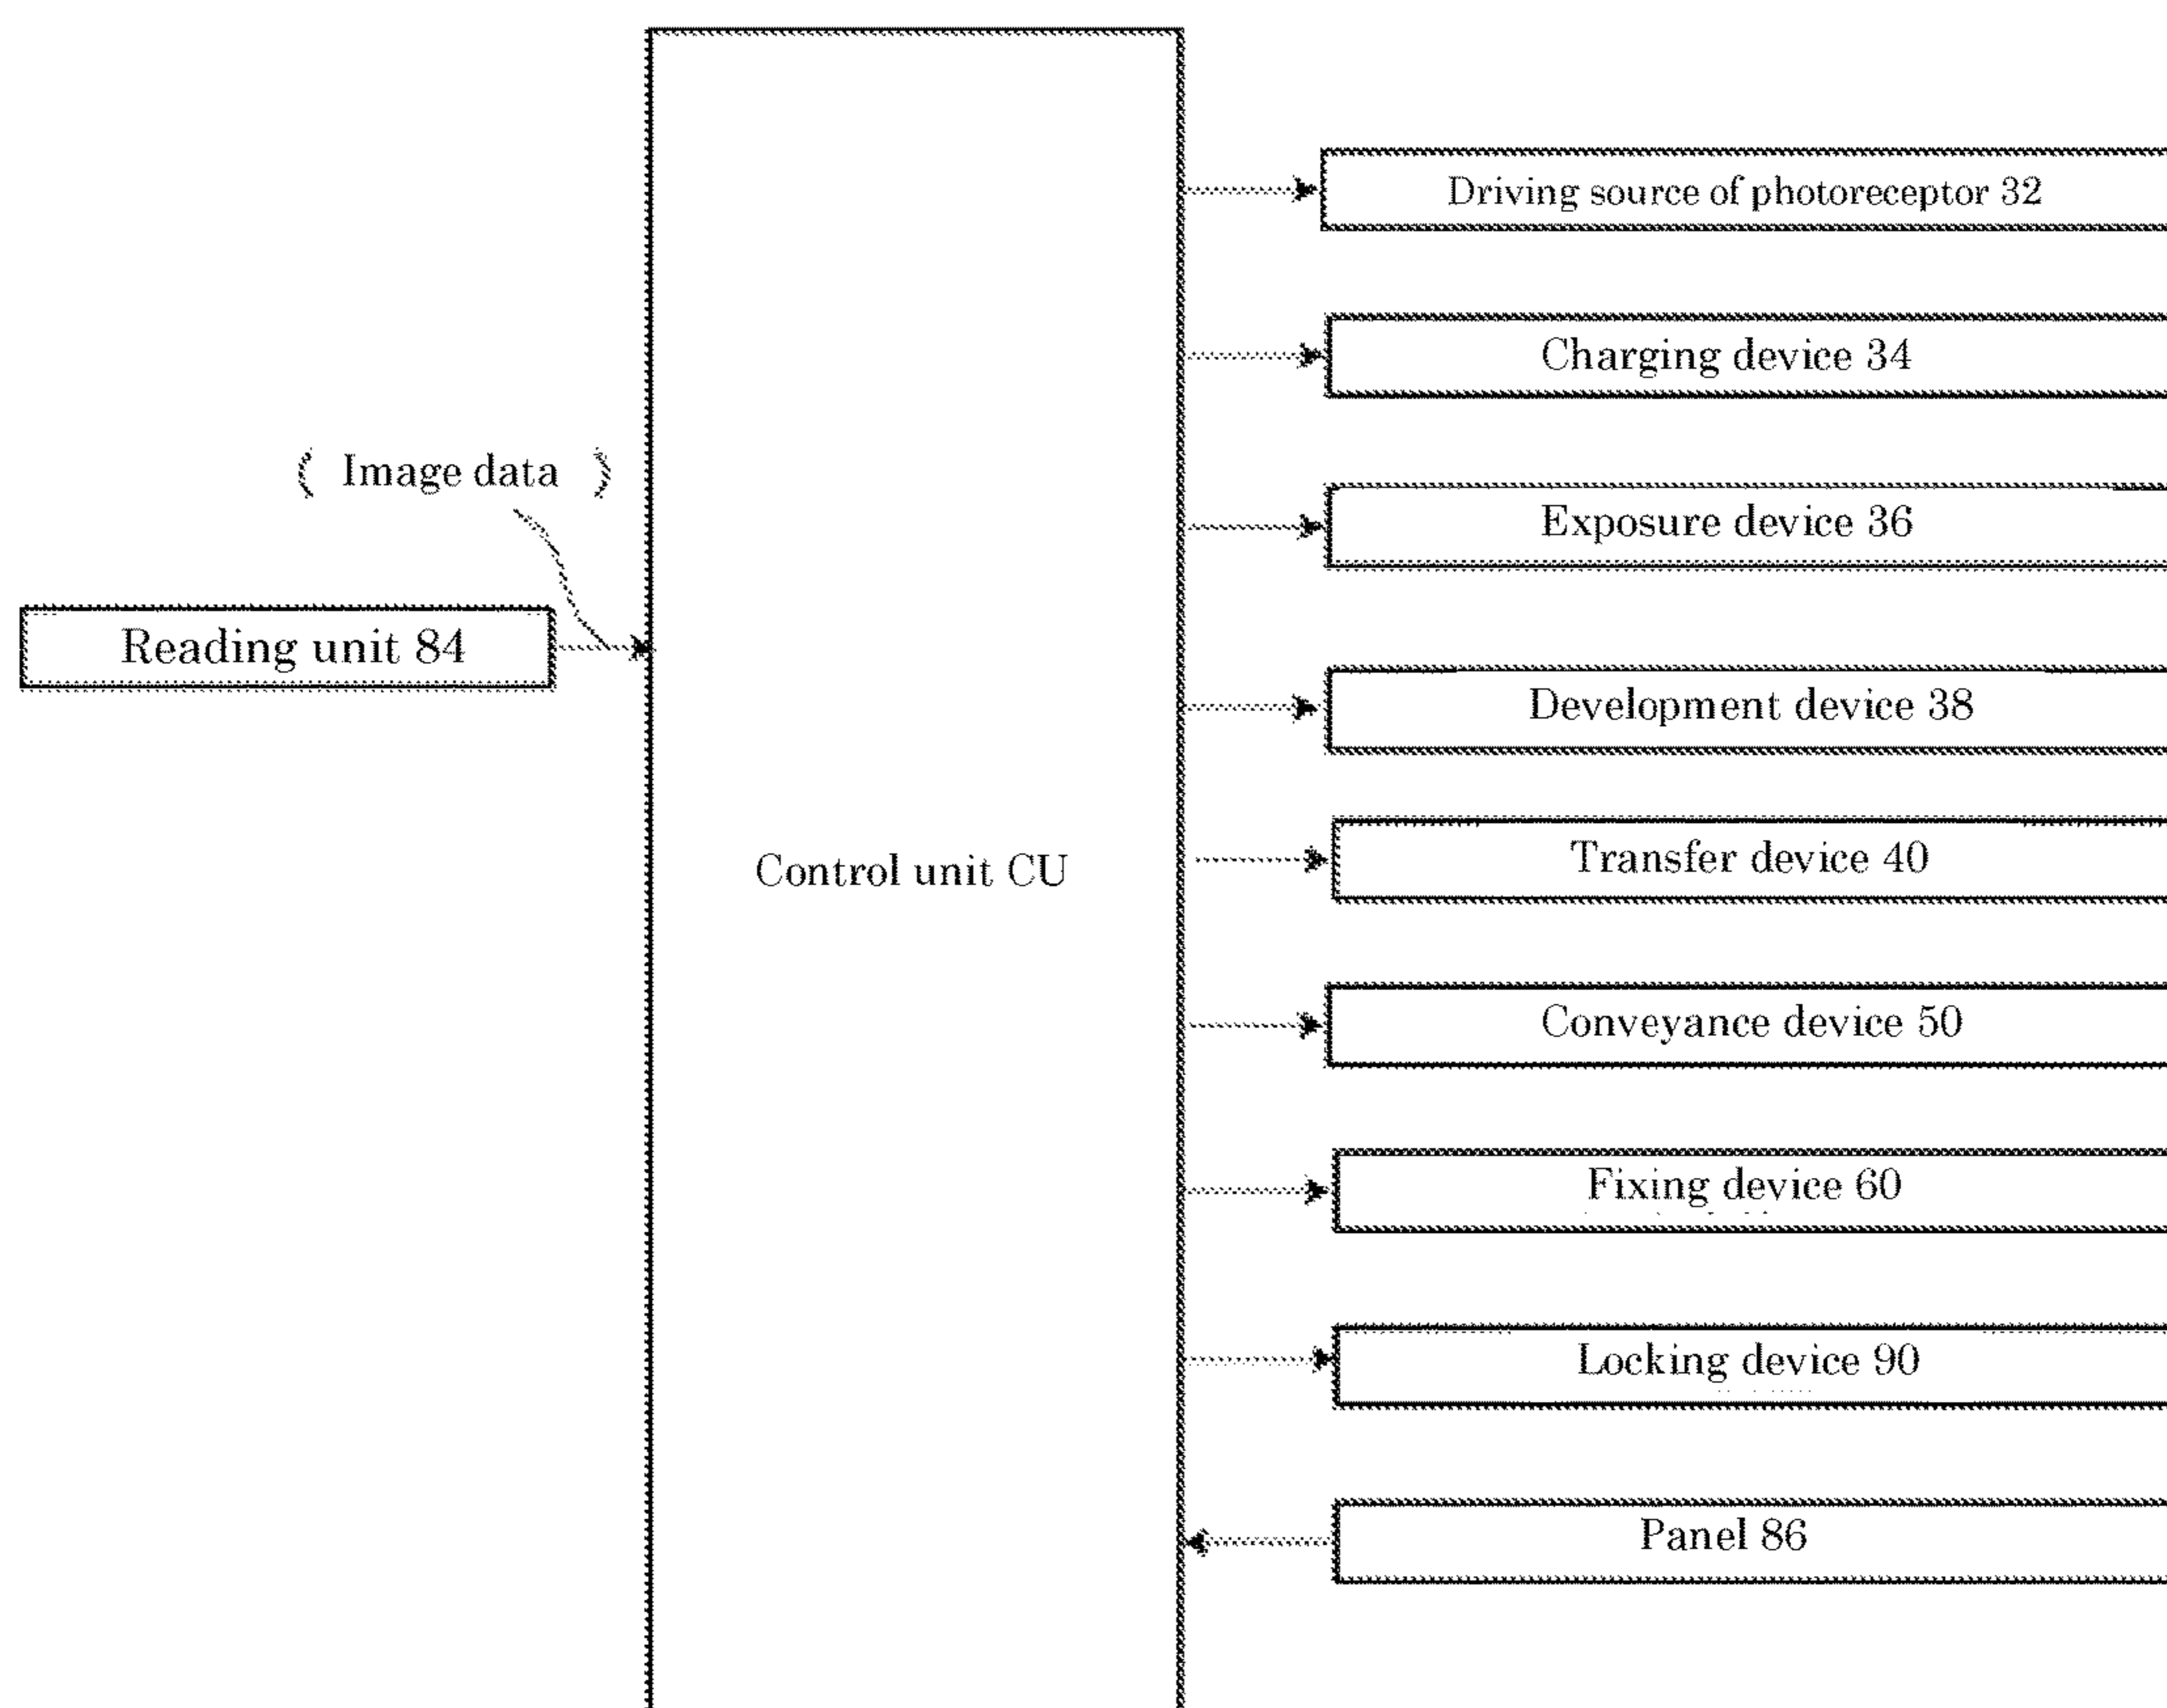 Driving source of photoreceptor 32
Charging device 34
( Image data )
Exposure device 36
Reading unit 84
Development device 38
Control unit CU
Transfer device 40
Conveyance device 50
Fixing device 60
Locking device 90
Panel 86